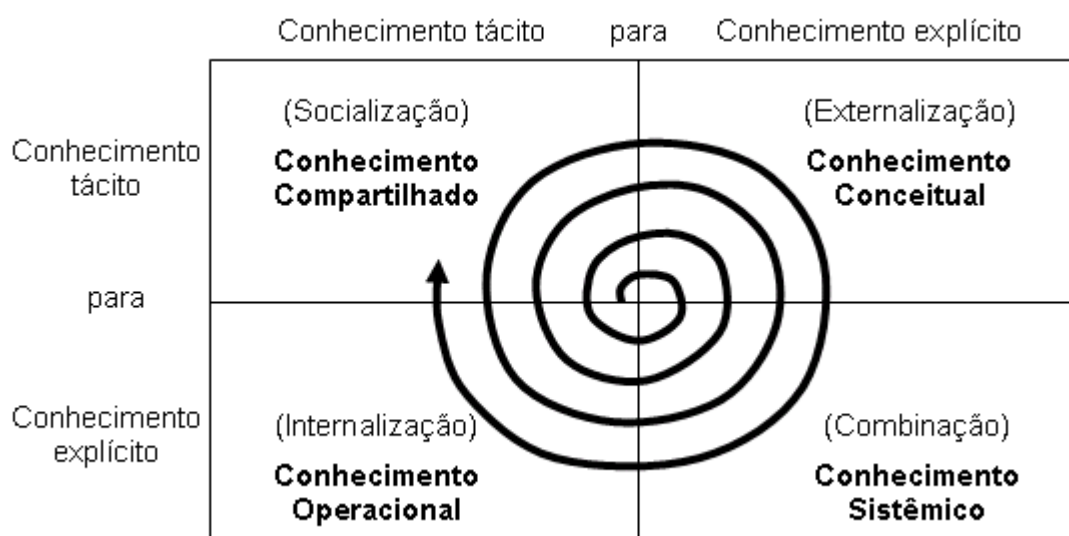 Conhecimento tácito para Conhecimento explícito
(Socialização)
Conhecimento
Compartilhado
(Externalização)
Conhecimento
Conceitual
Conhecimento
tácito
para
Conhecimento
explícito
(Internalização)
Conhecimento
Operacional
(Combinação)
Conhecimento
Sistêmico